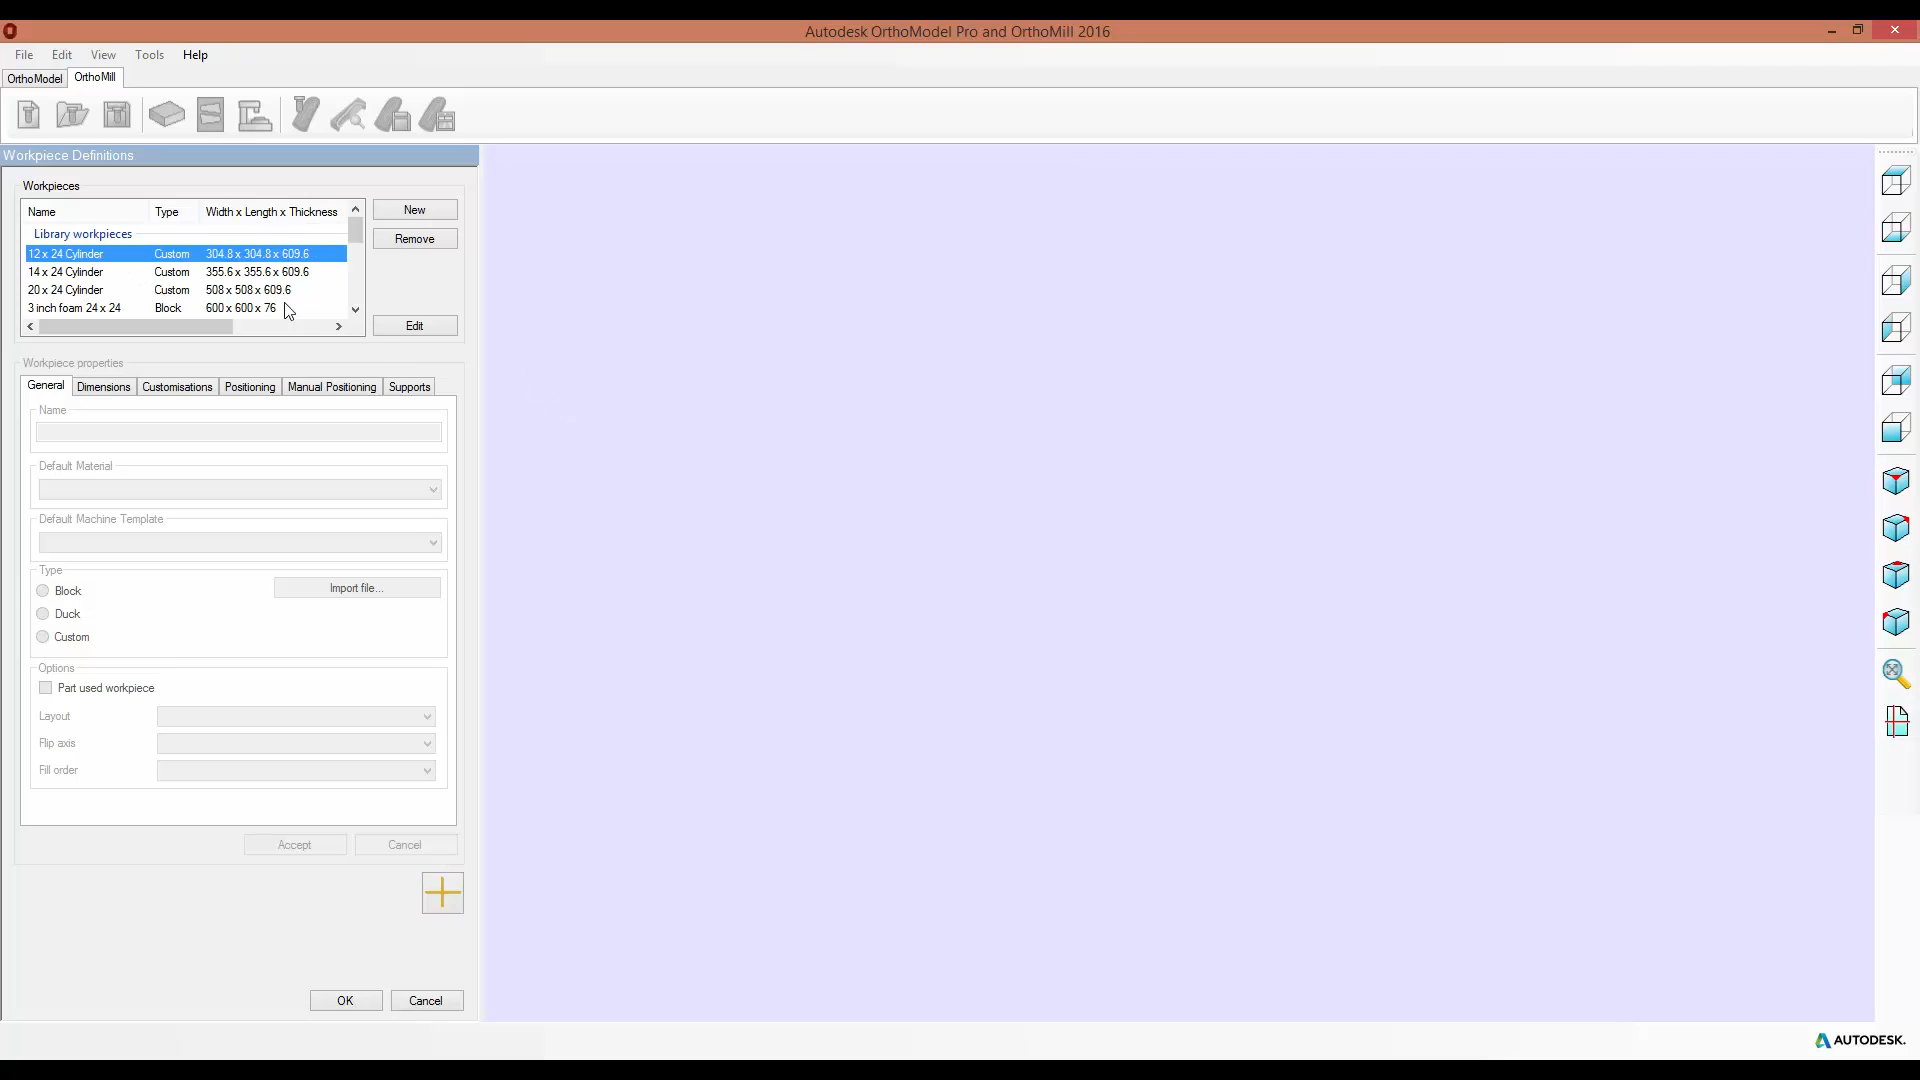 Autodesk OrthoModel Pro and OrthoMill 2016
File Edit View Tools Help
OrthoModel OrthoMill
Workpiece Definitions
Workpieces
Name Type Width x Length x Thickness
New
Library workpieces
Remove
12 x 24 Cylinder Custom 304.8 x 304.8 x 609.6
14 x 24 Cylinder Custom 355.6 x 355.6 x 609.6
20 x 24 Cylinder Custom 508 x 508 x 609.6
3 inch foam 24 x 24 Block 600 x 600 x 76
Edit
Workpiece properties
General Dimensions Customisations Positioning Manual Positioning Supports
Name
Default Material
Default Machine Template
Type
Block
Import file...
Duck
Custom
Options
Part used workpiece
Layout
Flip axis
Fill order
Accept Cancel
OK Cancel
AUTODESK.